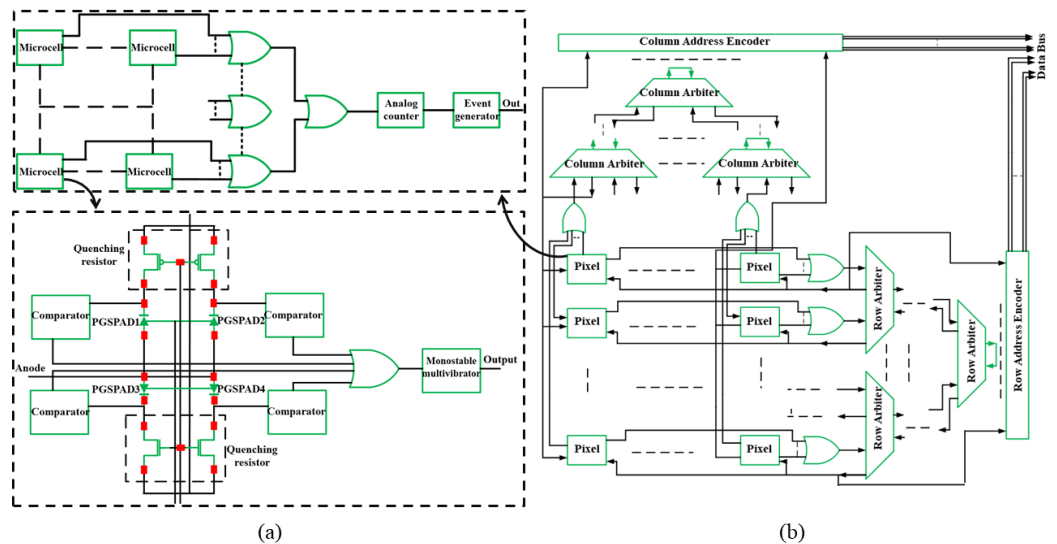 Microcell
Microcell
Analog
counter
Event
generator
Out
Microcell
Microcell
Quenching
resistor
Comparator
PGSPAD1
PGSPAD2
Comparator
Anode
Monostable
multivibrator
Output
PGSPAD3
PGSPAD4
Comparator
Comparator
Quenching
resistor
(a)
Column Address Encoder
Data Bus
Column Arbiter
Column Arbiter
Column Arbiter
Pixel
Pixel
Row Arbiter
Pixel
Pixel
Row Arbiter
Row Address Encoder
Row Arbiter
Pixel
Pixel
(b)